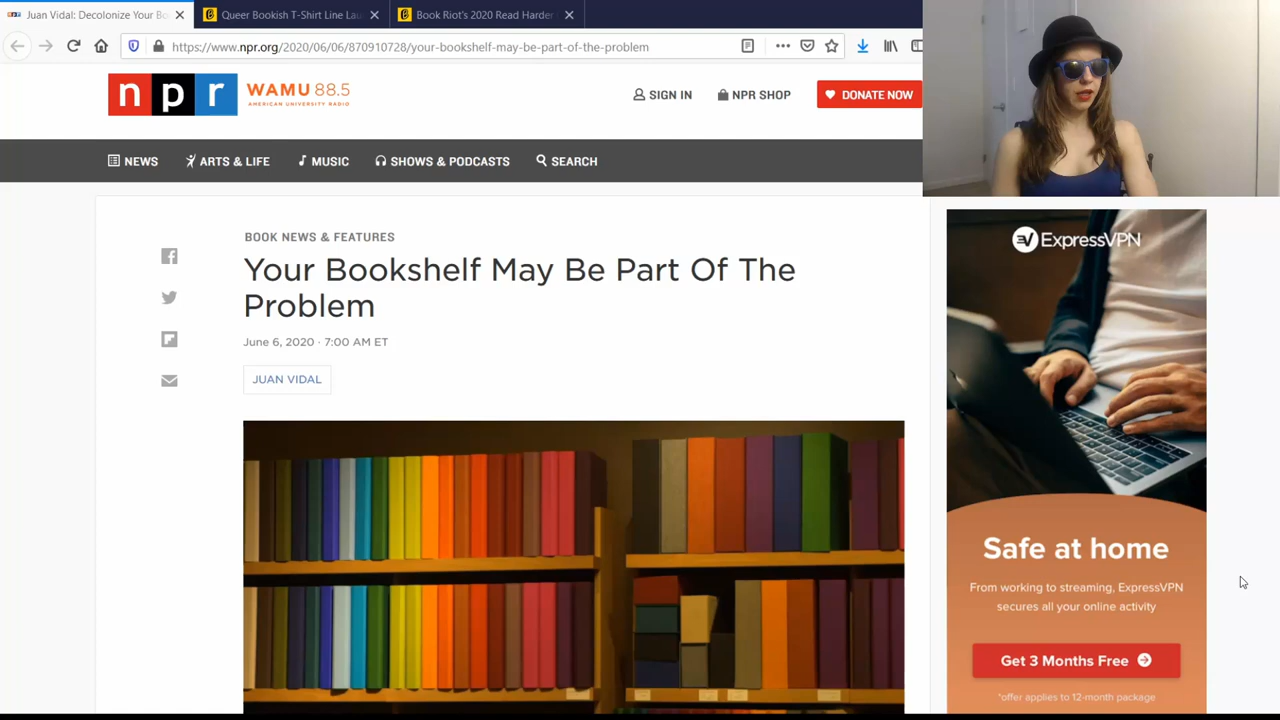 Juan Vidal: Decolonize Your Bo
Queer Bookish T-Shirt Line Lau
Book Riot's 2020 Read Harder
https://www.npr.org/2020/06/06/870910728/your-bookshelf-may-be-part-of-the-problem
npr
WAMU 88.5
AMERICAN UNIVERSITY RADIO
SIGN IN
NPR SHOP
DONATE NOW
NEWS
ARTS & LIFE
MUSIC
SHOWS & PODCASTS
SEARCH
BOOK NEWS & FEATURES
Your Bookshelf May Be Part Of The
Problem
June 6, 2020 · 7:00 AM ET
JUAN VIDAL
ExpressVPN
Safe at home
From working to streaming, ExpressVPN
secures all your online activity
Get 3 Months Free
*offer applies to 12-month package